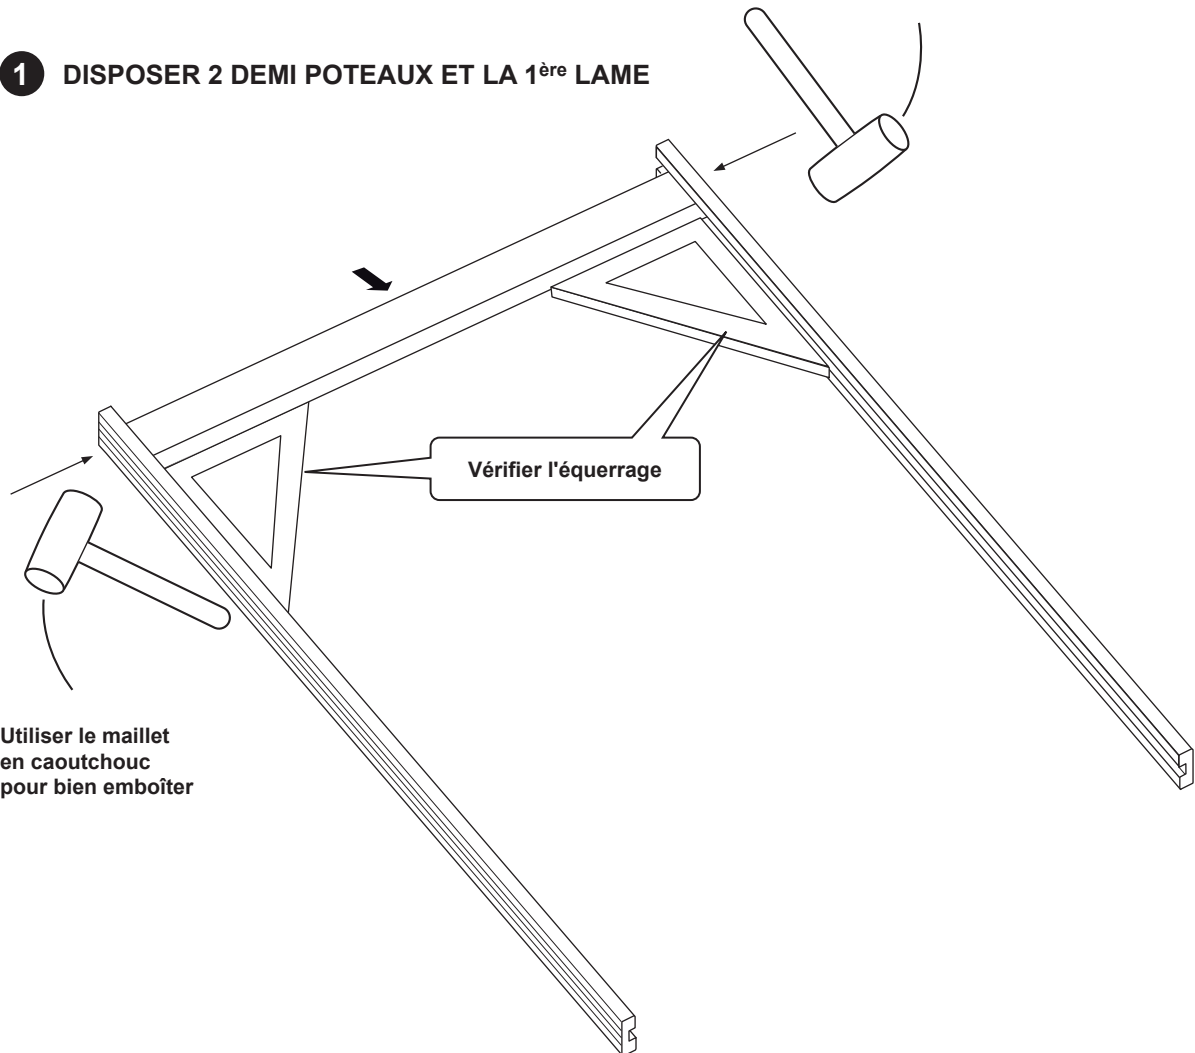 1 DISPOSER 2 DEMI POTEAUX ET LA 1ère LAME
Vérifier l'équerrage
Utiliser le maillet
en caoutchouc
pour bien emboîter